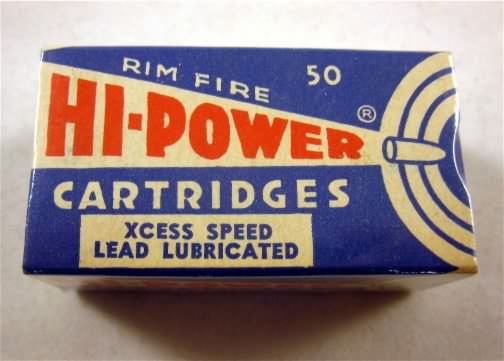 RIM FIRE 50
HI-POWER ®
CARTRIDGES
XCESS SPEED
LEAD LUBRICATED